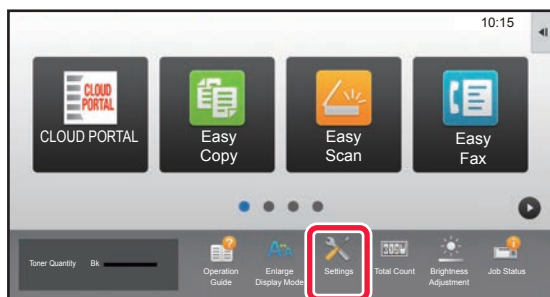 10:15
CLOUD
PORTAL
CLOUD PORTAL
Easy
Copy
Easy
Scan
Easy
Fax
Toner Quantity Bk
Operation
Guide
Enlarge
Display Mode
Settings
Total Count
Brightness
Adjustment
Job Status